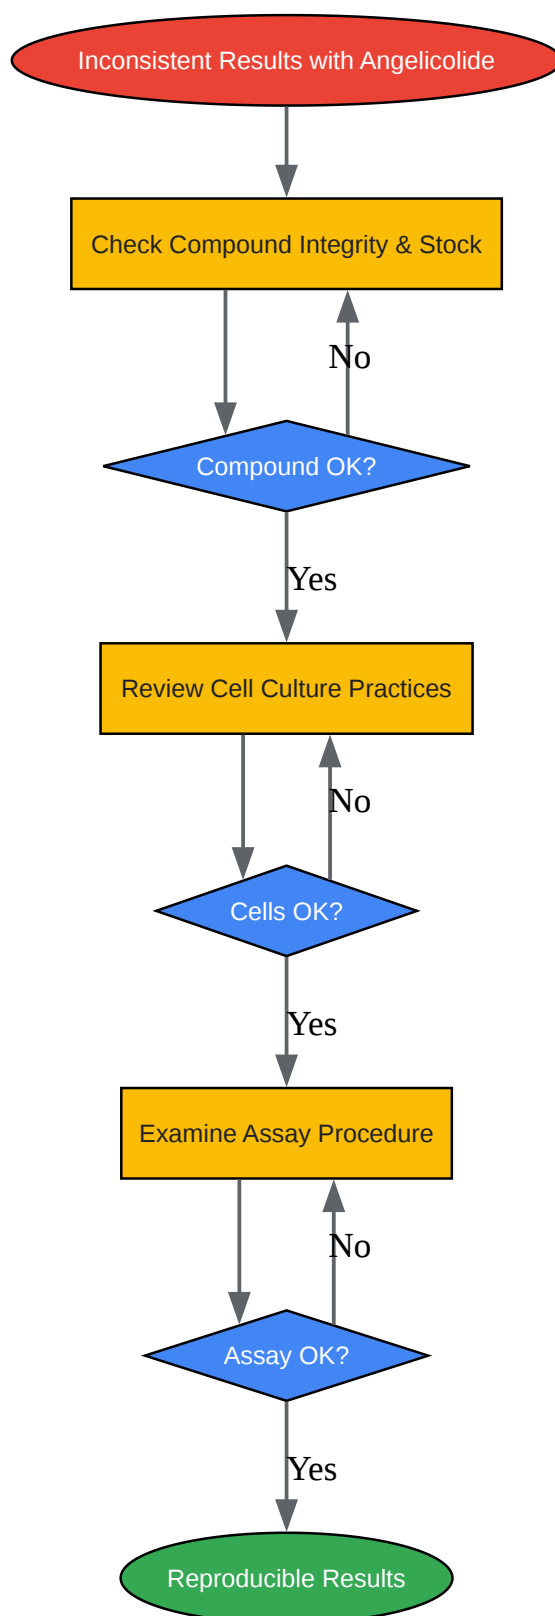 Inconsistent Results with Angelicolide
Check Compound Integrity & Stock
No
Compound OK?
Yes
Review Cell Culture Practices
No
Cells OK?
Yes
Examine Assay Procedure
No
Assay OK?
Yes
Reproducible Results